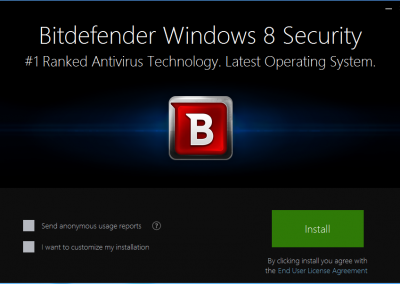 Bitdefender Windows 8 Security
#1 Ranked Antivirus Technology. Latest Operating System.
B
Send anonymous usage reports ?
I want to customize my installation
Install
By clicking install you agree with
the End User License Agreement